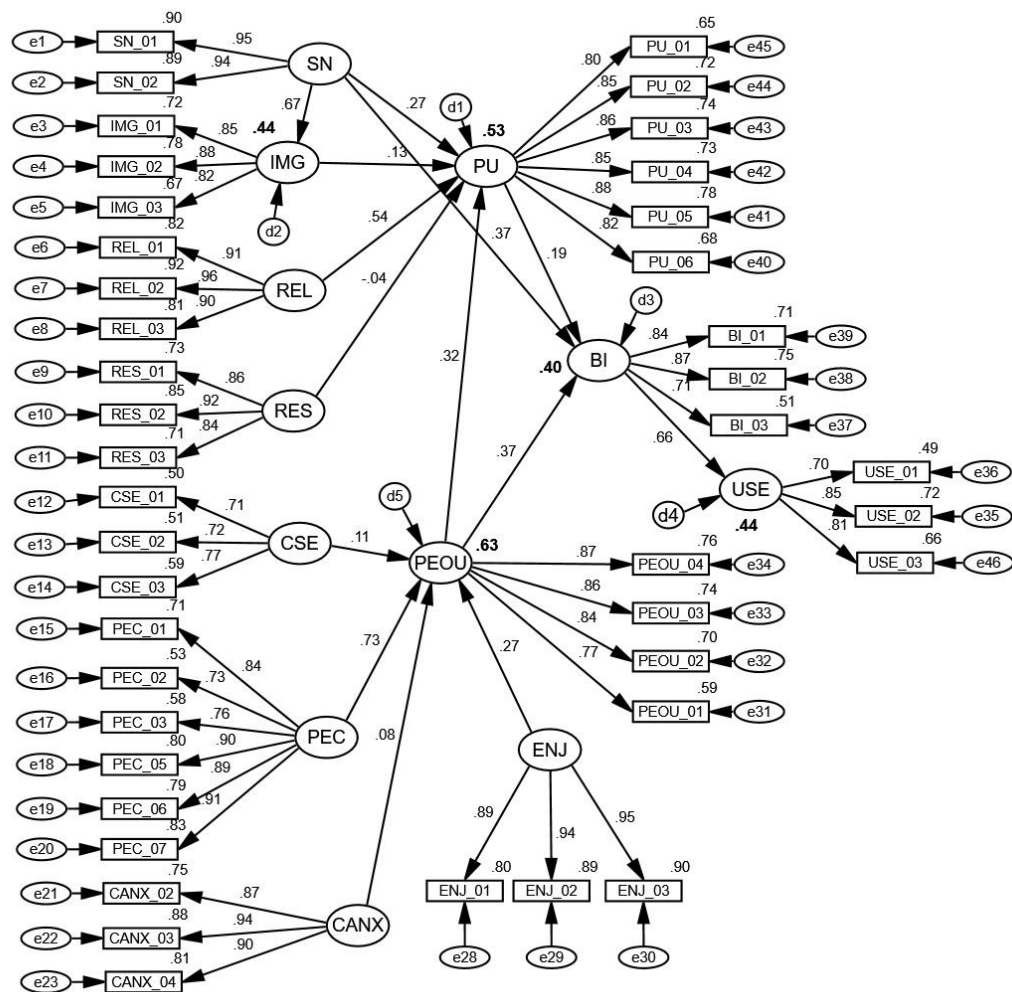 .90
e1 SN_01 .95
SN
.89
e2 SN_02 .94
.72
e3 IMG_01 .85
.67
.44
.78
e4 IMG_02 .88
IMG
.67
e5 IMG_03 .82
d2
.82
e6 REL_01 .91
.92
e7 REL_02 .96
REL
.81
e8 REL_03 .90
.73
e9 RES_01 .86
.85
e10 RES_02 .92
RES
.71
e11 RES_03 .84
.50
e12 CSE_01 .71
.51
e13 CSE_02 .72
CSE
.59
e14 CSE_03 .77
.71
e15 PEC_01 .84
.53
e16 PEC_02 .73
.58
e17 PEC_03 .76
PEC
.80
e18 PEC_05 .90
.79
e19 PEC_06 .89
.83
e20 PEC_07 .91
.75
e21 CANX_02 .87
.88
e22 CANX_03 .94
CANX
.81
e23 CANX_04 .90
.27
.13
.54
-.04
.37
.32
d1
.53
PU
.65
.80 PU_01 e45
.72
.85 PU_02 e44
.74
.86 PU_03 e43
.73
.85 PU_04 e42
.78
.88 PU_05 e41
.68
.82 PU_06 e40
.19
d3
.40
BI
.71
.84 BI_01 e39
.75
.87 BI_02 e38
.51
.71 BI_03 e37
.37
.66
USE
d4
.44
.49
.70 USE_01 e36
.72
.85 USE_02 e35
.66
.81 USE_03 e46
d5
.63
PEOU
.11
.73
.08
.27
.76
.87 PEOU_04 e34
.74
.86 PEOU_03 e33
.70
.84 PEOU_02 e32
.59
.77 PEOU_01 e31
ENJ
.89 .94 .95
.80 .89 .90
ENJ_01 ENJ_02 ENJ_03
e28 e29 e30